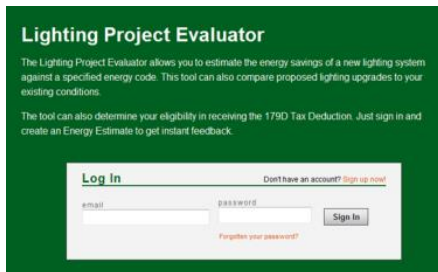 Lighting Project Evaluator
The Lighting Project Evaluator allows you to estimate the energy savings of a new lighting system
against a specified energy code. This tool can also compare proposed lighting upgrades to your
existing conditions.
The tool can also determine your eligibility in receiving the 179D Tax Deduction. Just sign in and
create an Energy Estimate to get instant feedback.
Log In
Don't have an account? Sign up now!
email
password
Sign In
Forgotten your password?